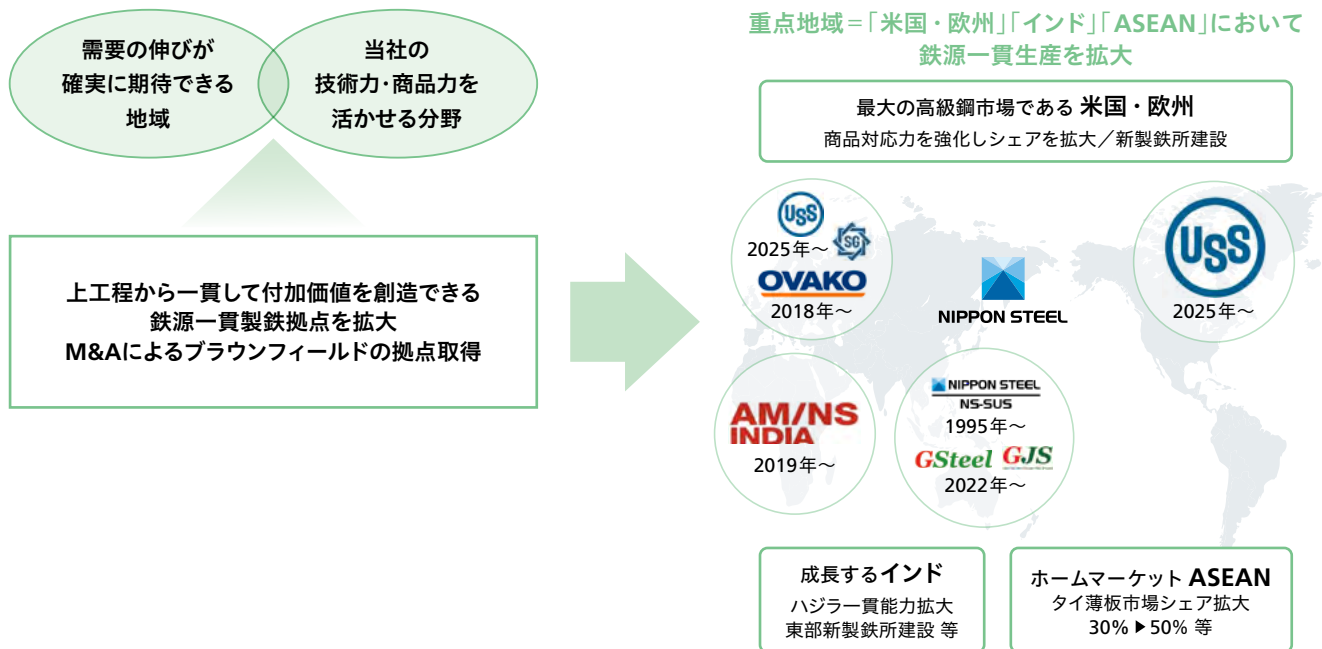 需要の伸びが
確実に期待できる
地域
当社の
技術力・商品力を
活かせる分野
上工程から一貫して付加価値を創造できる
鉄源一貫製鉄拠点を拡大
M&Aによるブラウンフィールドの拠点取得
重点地域=「米国・欧州」「インド」「ASEAN」において
鉄源一貫生産を拡大
最大の高級鋼市場である 米国・欧州
商品対応力を強化しシェアを拡大／新製鉄所建設
USS
2025年～
SG
OVAKO
2018年～
NIPPON STEEL
USS
2025年～
AM/NS
INDIA
2019年～
NIPPON STEEL
NS-SUS
1995年～
GSteel GJS
2022年～
成長するインド
ハジラ一貫能力拡大
東部新製鉄所建設 等
ホームマーケット ASEAN
タイ薄板市場シェア拡大
30%▶50% 等